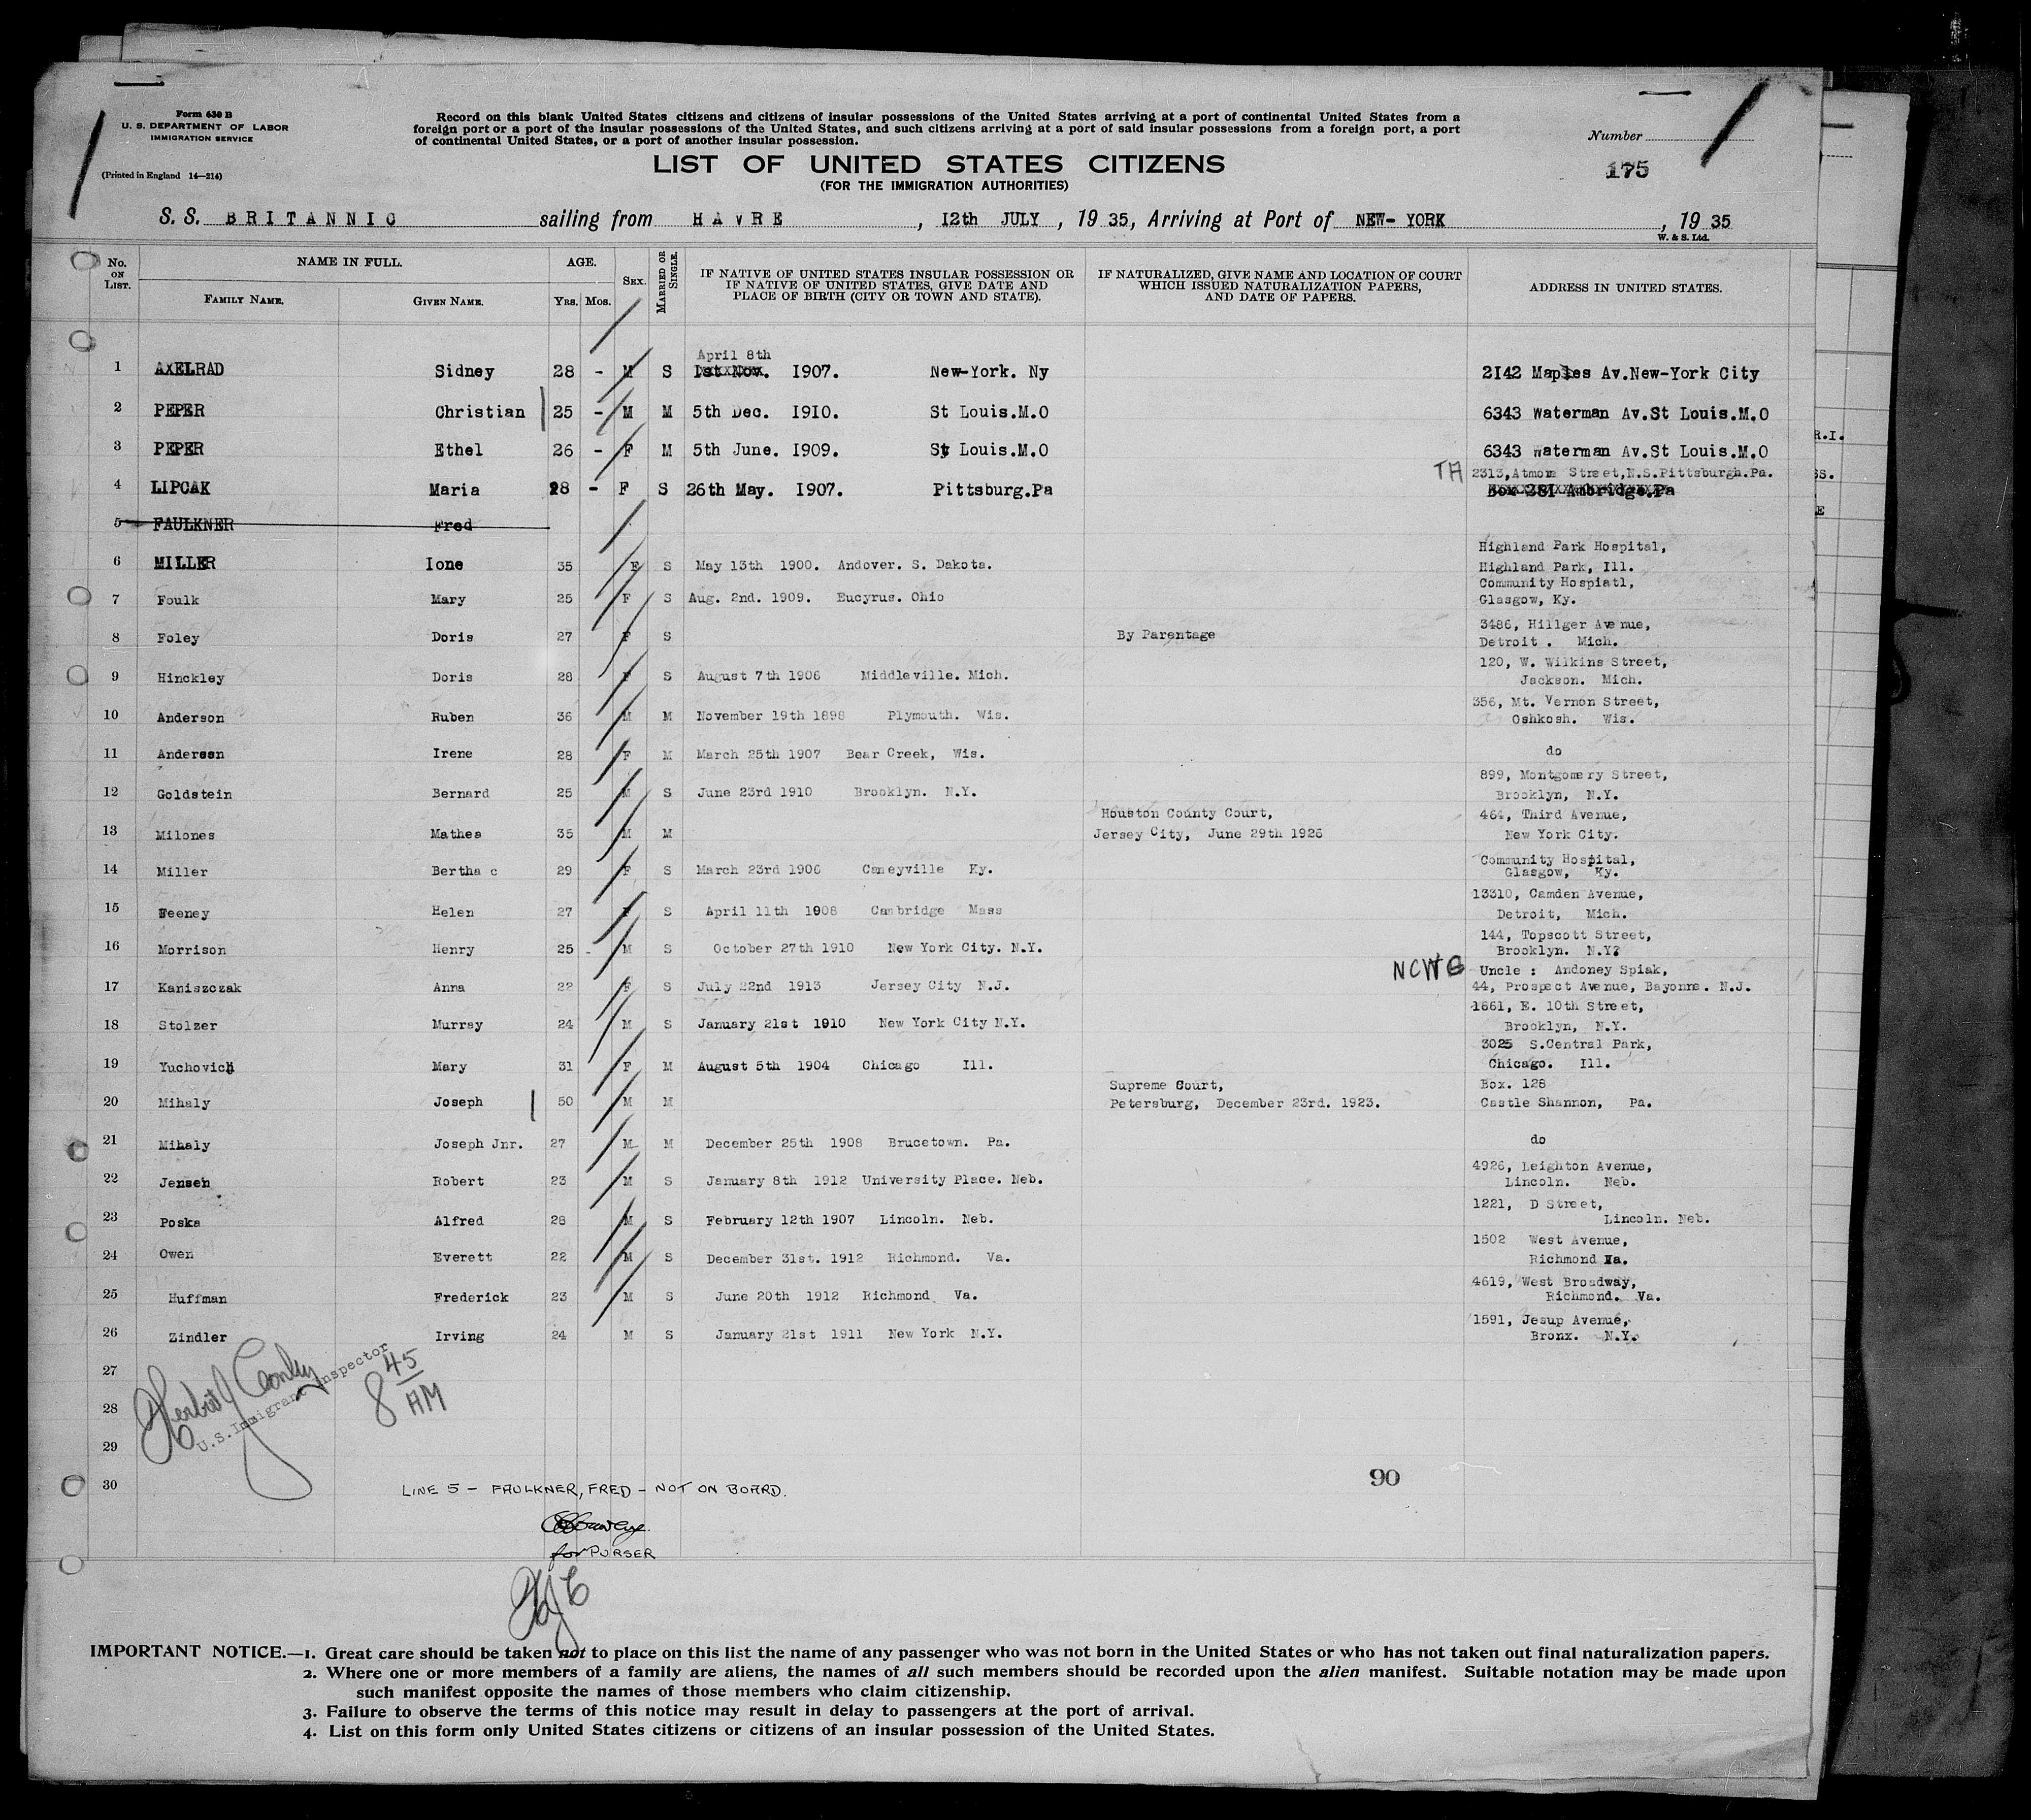 Form 630 B
U. S. DEPARTMENT OF LABOR
IMMIGRATION SERVICE
(Printed in England 14—214)
Record on this blank United States citizens and citizens of insular possessions of the United States arriving at a port of continental United States from a
foreign port or a port of the insular possessions of the United States, and such citizens arriving at a port of said insular possessions from a foreign port, a port
of continental United States, or a port of another insular possession.
LIST OF UNITED STATES CITIZENS
(FOR THE IMMIGRATION AUTHORITIES)
Number
175
S. S. BRITANNIC sailing from HAVRE, 12th JULY, 19 35, Arriving at Port of NEW- YORK, 19 35
W. & S. Ltd.
No. ON LIST. NAME IN FULL. AGE. SEX. MARRIED OR SINGLE. IF NATIVE OF UNITED STATES INSULAR POSSESSION OR IF NATIVE OF UNITED STATES, GIVE DATE AND PLACE OF BIRTH (CITY OR TOWN AND STATE). IF NATURALIZED, GIVE NAME AND LOCATION OF COURT WHICH ISSUED NATURALIZATION PAPERS, AND DATE OF PAPERS. ADDRESS IN UNITED STATES.
FAMILY NAME. GIVEN NAME. YRS. MOS.
April 8th
1 AXELRAD Sidney 28 - M S 1st Nov. 1907. New-York. Ny 2142 Maples Av.New-York City
2 PEPER Christian 25 - M M 5th Dec. 1910. St Louis.M.O 6343 Waterman Av.St Louis.M.O
3 PEPER Ethel 26 - F M 5th June. 1909. St Louis.M.O 6343 Waterman Av.St Louis.M.O
TA 2313,Atmore Street,N.S.Pittsburgh.Pa.
4 LIPCAK Maria 28 - F S 26th May. 1907. Pittsburg.Pa Box 281 Ambridge.Pa
5 FAULKNER Fred
Highland Park Hospital,
6 MILLER Ione 35 F S May 13th 1900. Andover. S. Dakota. Highland Park, Ill.
Community Hospiatl,
7 Foulk Mary 25 F S Aug. 2nd. 1909. Eucyrus. Ohio Glasgow, Ky.
3486, Hillger Avenue,
8 Foley Doris 27 F S By Parentage Detroit . Mich.
120, W. Wilkins Street,
9 Hinckley Doris 28 F S August 7th 1906 Middleville. Mich. Jackson. Mich.
356, Mt. Vernon Street,
10 Anderson Ruben 36 M M November 19th 1898 Plymouth. Wis. Oshkosh. Wis.
11 Anderson Irene 28 F M March 25th 1907 Bear Creek, Wis. do
899, Montgomery Street,
12 Goldstein Bernard 25 M S June 23rd 1910 Brooklyn. N.Y. Brooklyn, N.Y.
Houston County Court, 464, Third Avenue,
13 Milones Mathea 35 M M Jersey City, June 29th 1926 New York City.
Community Hospital,
14 Miller Bertha c 29 F S March 23rd 1906 Caneyville Ky. Glasgow, Ky.
13310, Camden Avenue,
15 Feeney Helen 27 F S April 11th 1908 Cambridge Mass Detroit, Mich.
144, Topscott Street,
16 Morrison Henry 25 - M S October 27th 1910 New York City. N.Y. Brooklyn. N.Y?
NCWG Uncle : Andoney Spiak,
17 Kaniszczak Anna 22 F S July 22nd 1913 Jersey City N.J. 44, Prospect Avenue, Bayonne. N.J.
1661, E. 10th Street,
18 Stolzer Murray 24 M S January 21st 1910 New York City N.Y. Brooklyn, N.Y.
3025 S.Central Park,
19 Yuchovich Mary 31 F M August 5th 1904 Chicago Ill. Chicago. Ill.
Supreme Court, Box. 128
20 Mihaly Joseph 50 M M Petersburg, December 23rd. 1923. Castle Shannon, Pa.
21 Mihaly Joseph Jnr. 27 M M December 25th 1908 Brucetown. Pa. do
4926, Leighton Avenue,
22 Jensen Robert 23 M S January 8th 1912 University Place. Neb. Lincoln. Neb.
1221, D Street,
23 Poska Alfred 28 M S February 12th 1907 Lincoln. Neb. Lincoln. Neb.
1502 West Avenue,
24 Owen Everett 22 M S December 31st. 1912 Richmond. Va. Richmond Va.
4619, West Broadway,
25 Huffman Frederick 23 M S June 20th 1912 Richmond Va. Richmond. Va.
1591, Jesup Avenue,
26 Zindler Irving 24 M S January 21st 1911 New York N.Y. Bronx. N.Y.
27
28
29
30
U.S.Immigrant Inspector
8 45 AM
90
LINE 5 - FAULKNER, FRED - NOT ON BOARD.
for PURSER
IMPORTANT NOTICE.—1. Great care should be taken not to place on this list the name of any passenger who was not born in the United States or who has not taken out final naturalization papers.
2. Where one or more members of a family are aliens, the names of all such members should be recorded upon the alien manifest. Suitable notation may be made upon
such manifest opposite the names of those members who claim citizenship.
3. Failure to observe the terms of this notice may result in delay to passengers at the port of arrival.
4. List on this form only United States citizens or citizens of an insular possession of the United States.